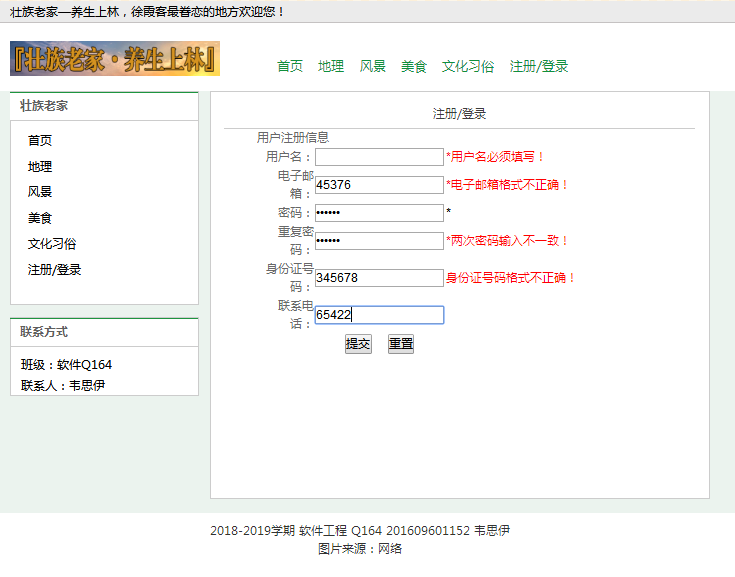 壮族老家—养生上林，徐霞客最眷恋的地方欢迎您！
『壮族老家·养生上林』
首页 地理 风景 美食 文化习俗 注册/登录
壮族老家
首页
地理
风景
美食
文化习俗
注册/登录
联系方式
班级：软件Q164
联系人：韦思伊
注册/登录
用户注册信息
用户名： *用户名必须填写！
电子邮
箱： 45376 *电子邮箱格式不正确！
密码： •••••• *
重复密
码： •••••• *两次密码输入不一致！
身份证号
码： 345678 身份证号码格式不正确！
联系电
话： 65422
提交 重置
2018-2019学期 软件工程 Q164 201609601152 韦思伊
图片来源：网络